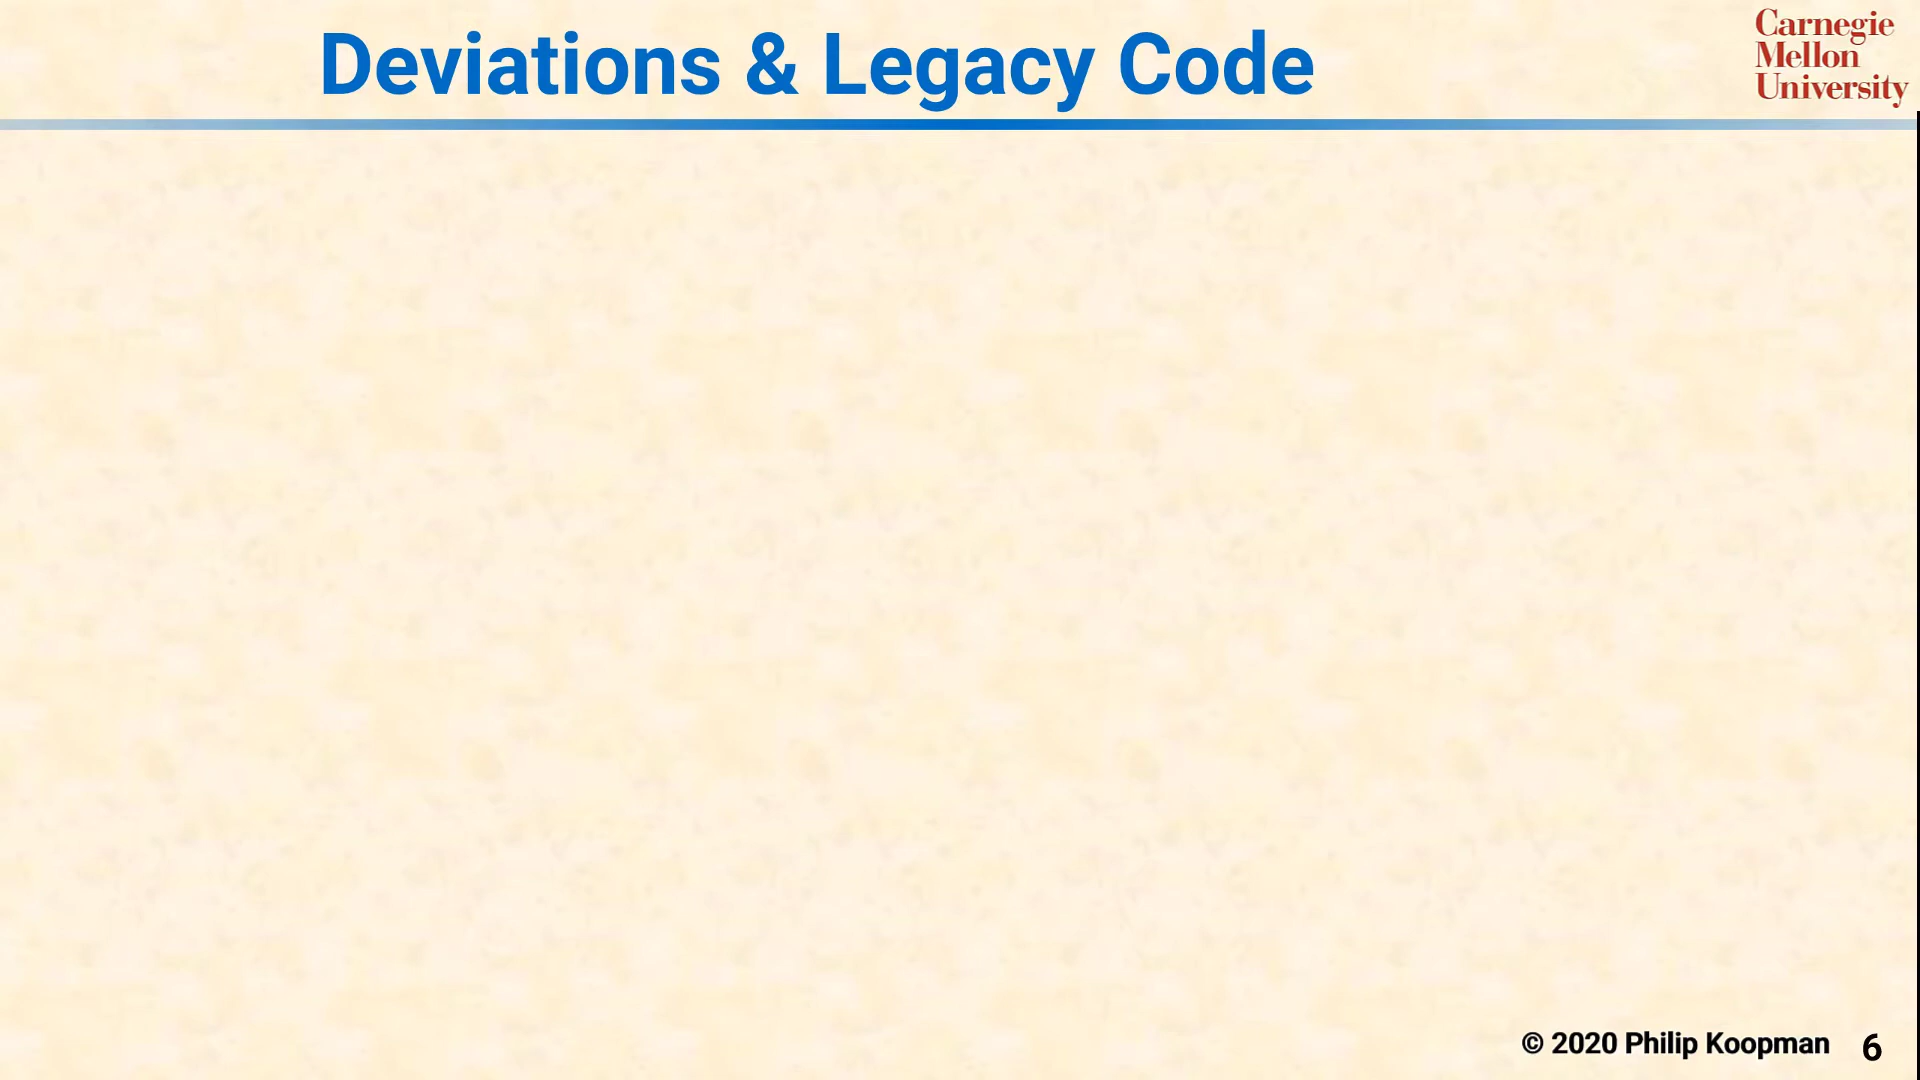 Deviations & Legacy Code
Carnegie
Mellon
University
© 2020 Philip Koopman 6